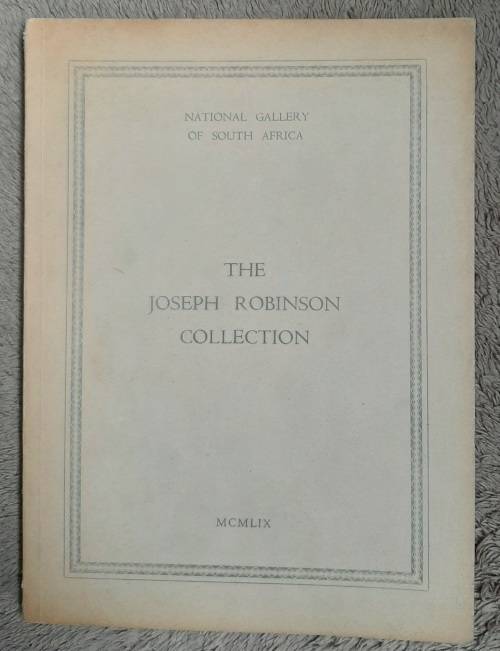 NATIONAL GALLERY
OF SOUTH AFRICA
THE
JOSEPH ROBINSON
COLLECTION
MCMLIX